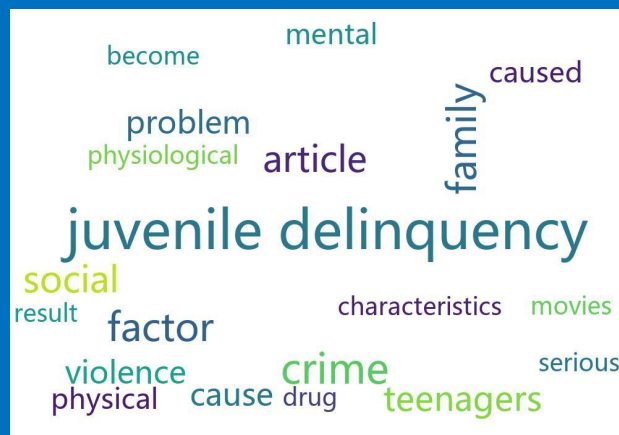 mental
become
caused
problem
family
physiological
article
juvenile delinquency
social
characteristics
movies
result
factor
violence
crime
serious
physical
cause
drug
teenagers